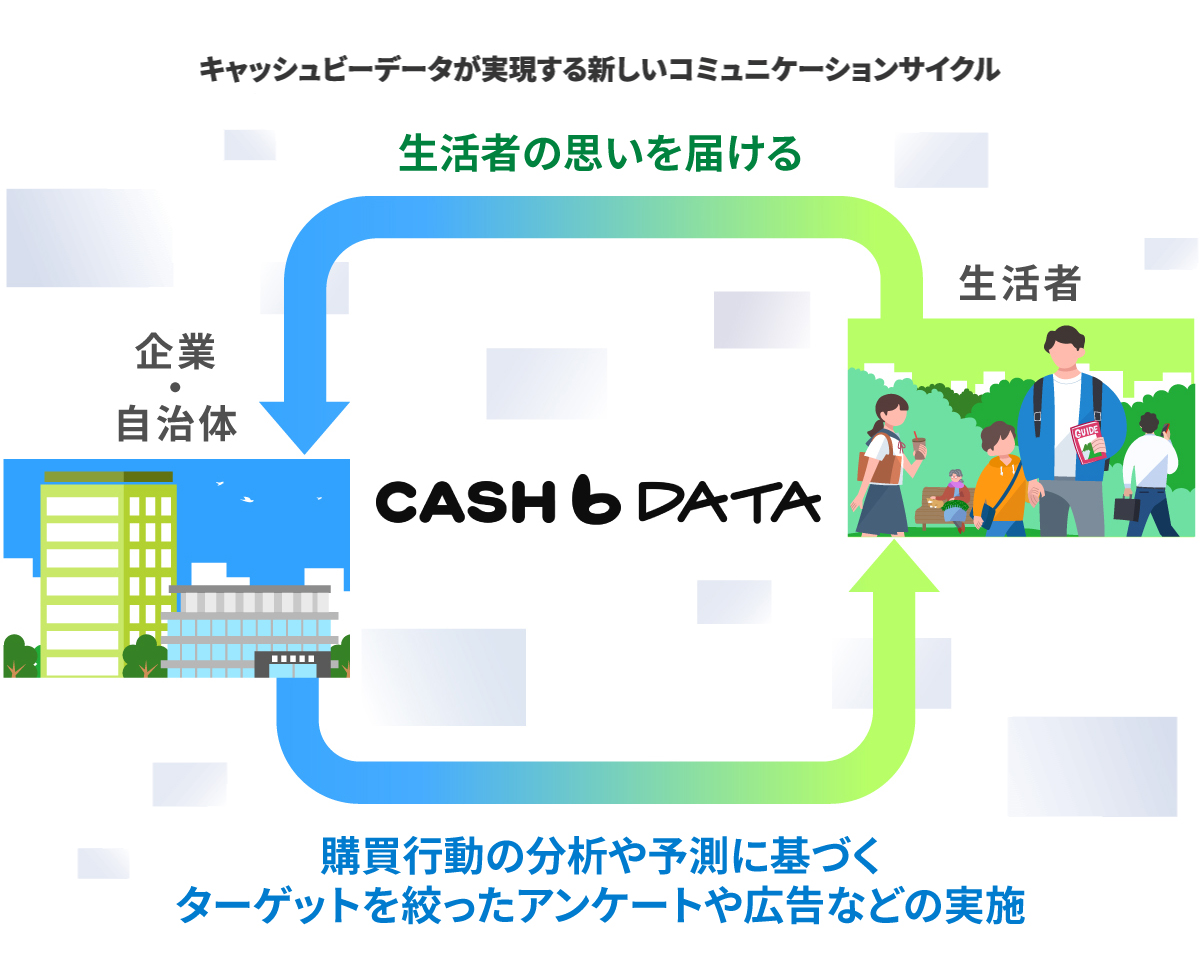 キャッシュビーデータが実現する新しいコミュニケーションサイクル
生活者の思いを届ける
生活者
企業
・
自治体
GUIDE
CASH b DATA
購買行動の分析や予測に基づく
ターゲットを絞ったアンケートや広告などの実施